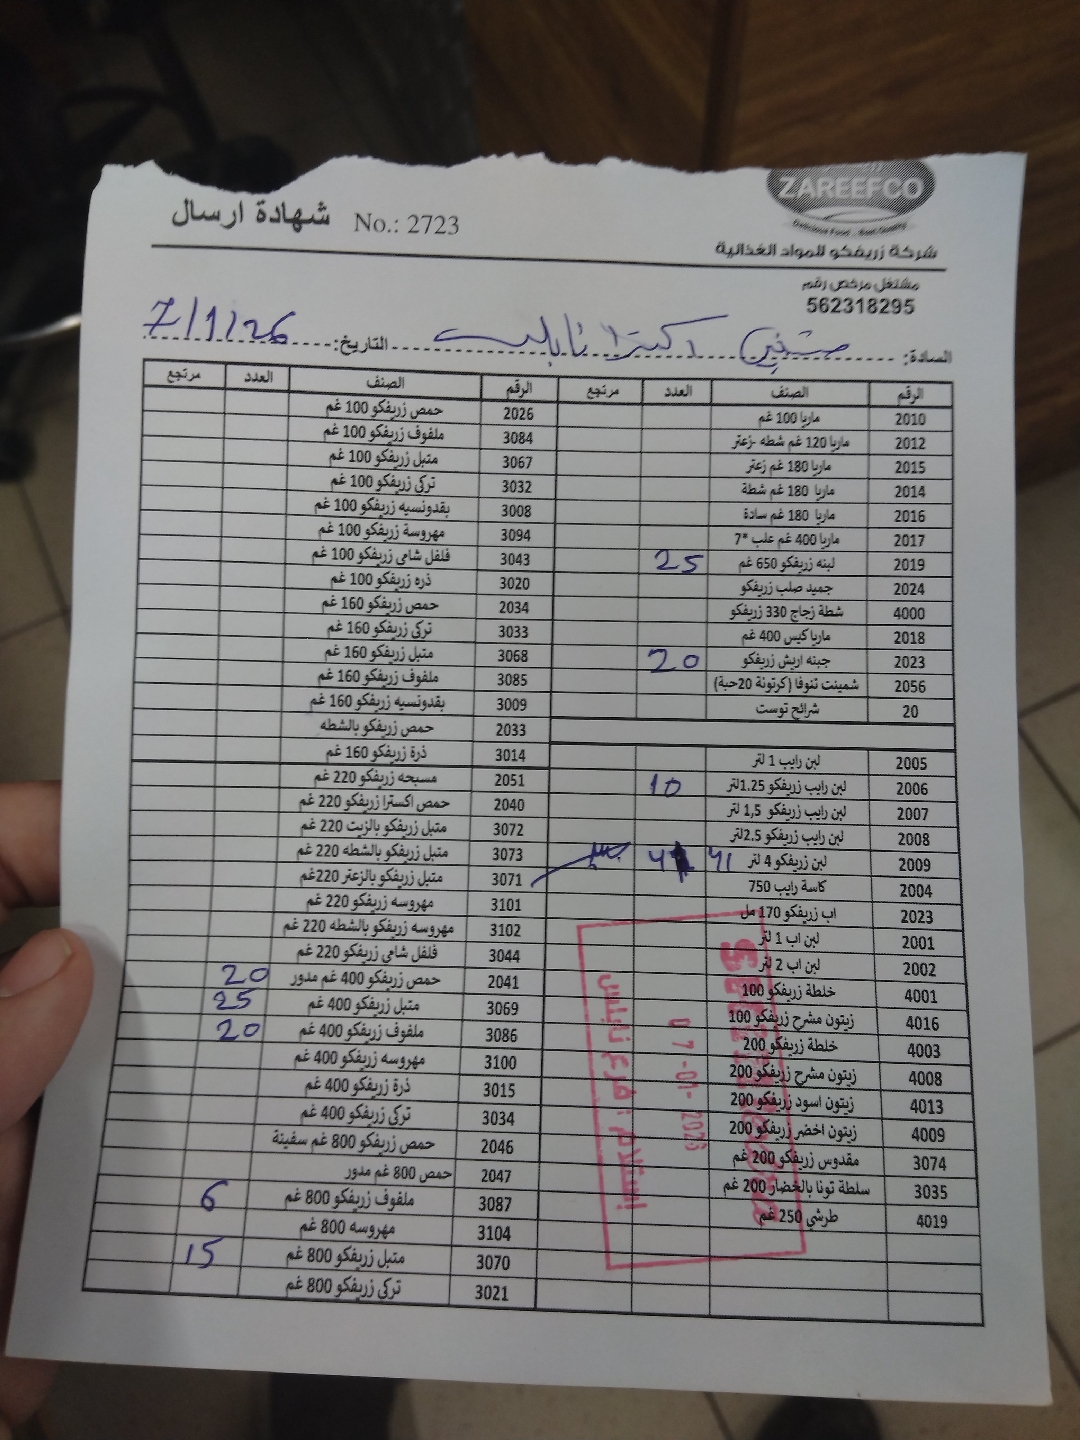 ZAREEFCO
Delicious Food .. Best Quality
شهادة ارسال No.: 2723
شركة زريفكو للمواد الغذائية
مشتغل مرخص رقم
562318295
السادة: التاريخ: 7/1/26
الرقم الصنف العدد مرتجع
2010 ماريا 100 غم
2012 ماريا 120 غم شطه -زعتر
2015 ماريا 180 غم زعتر
2014 ماريا 180 غم شطة
2016 ماريا 180 غم سادة
2017 ماريا 400 غم علب *7
2019 لبنه زريفكو 650 غم 25
2024 جميد صلب زريفكو
4000 شطة زجاج 330 زريفكو
2018 ماريا كيس 400 غم
2023 جبنه اريش زريفكو 20
2056 شمينت تنوفا (كرتونة 20حبة)
20 شرائح توست
2005 لبن رايب 1 لتر
2006 لبن رايب زريفكو 1.25لتر 10
2007 لبن رايب زريفكو 1,5 لتر
2008 لبن رايب زريفكو 2.5لتر
2009 لبن زريفكو 4 لتر 41
2004 كاسة رايب 750
2023 اب زريفكو 170 مل
2001 لبن اب 1 لتر
2002 لبن اب 2 لتر
4001 خلطة زريفكو 100
4016 زيتون مشرح زريفكو 100
4003 خلطة زريفكو 200
4008 زيتون مشرح زريفكو 200
4013 زيتون اسود زريفكو 200
4009 زيتون اخضر زريفكو 200
3074 مقدوس زريفكو 200 غم
3035 سلطة تونا بالخضار 200 غم
4019 طرشي 250 غم
الرقم الصنف العدد مرتجع
2026 حمص زريفكو 100 غم
3084 ملفوف زريفكو 100 غم
3067 متبل زريفكو 100 غم
3032 تركي زريفكو 100 غم
3008 بقدونسيه زريفكو 100 غم
3094 مهروسة زريفكو 100 غم
3043 فلفل شامي زريفكو 100 غم
3020 ذره زريفكو 100 غم
2034 حمص زريفكو 160 غم
3033 تركي زريفكو 160 غم
3068 متبل زريفكو 160 غم
3085 ملفوف زريفكو 160 غم
3009 بقدونسيه زريفكو 160 غم
2033 حمص زريفكو بالشطه
3014 ذرة زريفكو 160 غم
2051 مسبحه زريفكو 220 غم
2040 حمص اكسترا زريفكو 220 غم
3072 متبل زريفكو بالزيت 220 غم
3073 متبل زريفكو بالشطه 220 غم
3071 متبل زريفكو بالزعتر 220غم
3101 مهروسه زريفكو 220 غم
3102 مهروسه زريفكو بالشطه 220 غم
3044 فلفل شامي زريفكو 220 غم
2041 حمص زريفكو 400 غم مدور 20
3069 متبل زريفكو 400 غم 25
3086 ملفوف زريفكو 400 غم 20
3100 مهروسه زريفكو 400 غم
3015 ذرة زريفكو 400 غم
3034 تركي زريفكو 400 غم
2046 حمص زريفكو 800 غم سفينة
2047 حمص 800 غم مدور
3087 ملفوف زريفكو 800 غم 6
3104 مهروسه 800 غم
3070 متبل زريفكو 800 غم 15
3021 تركي زريفكو 800 غم
07-01-2026
إستلام : فرع نابلس